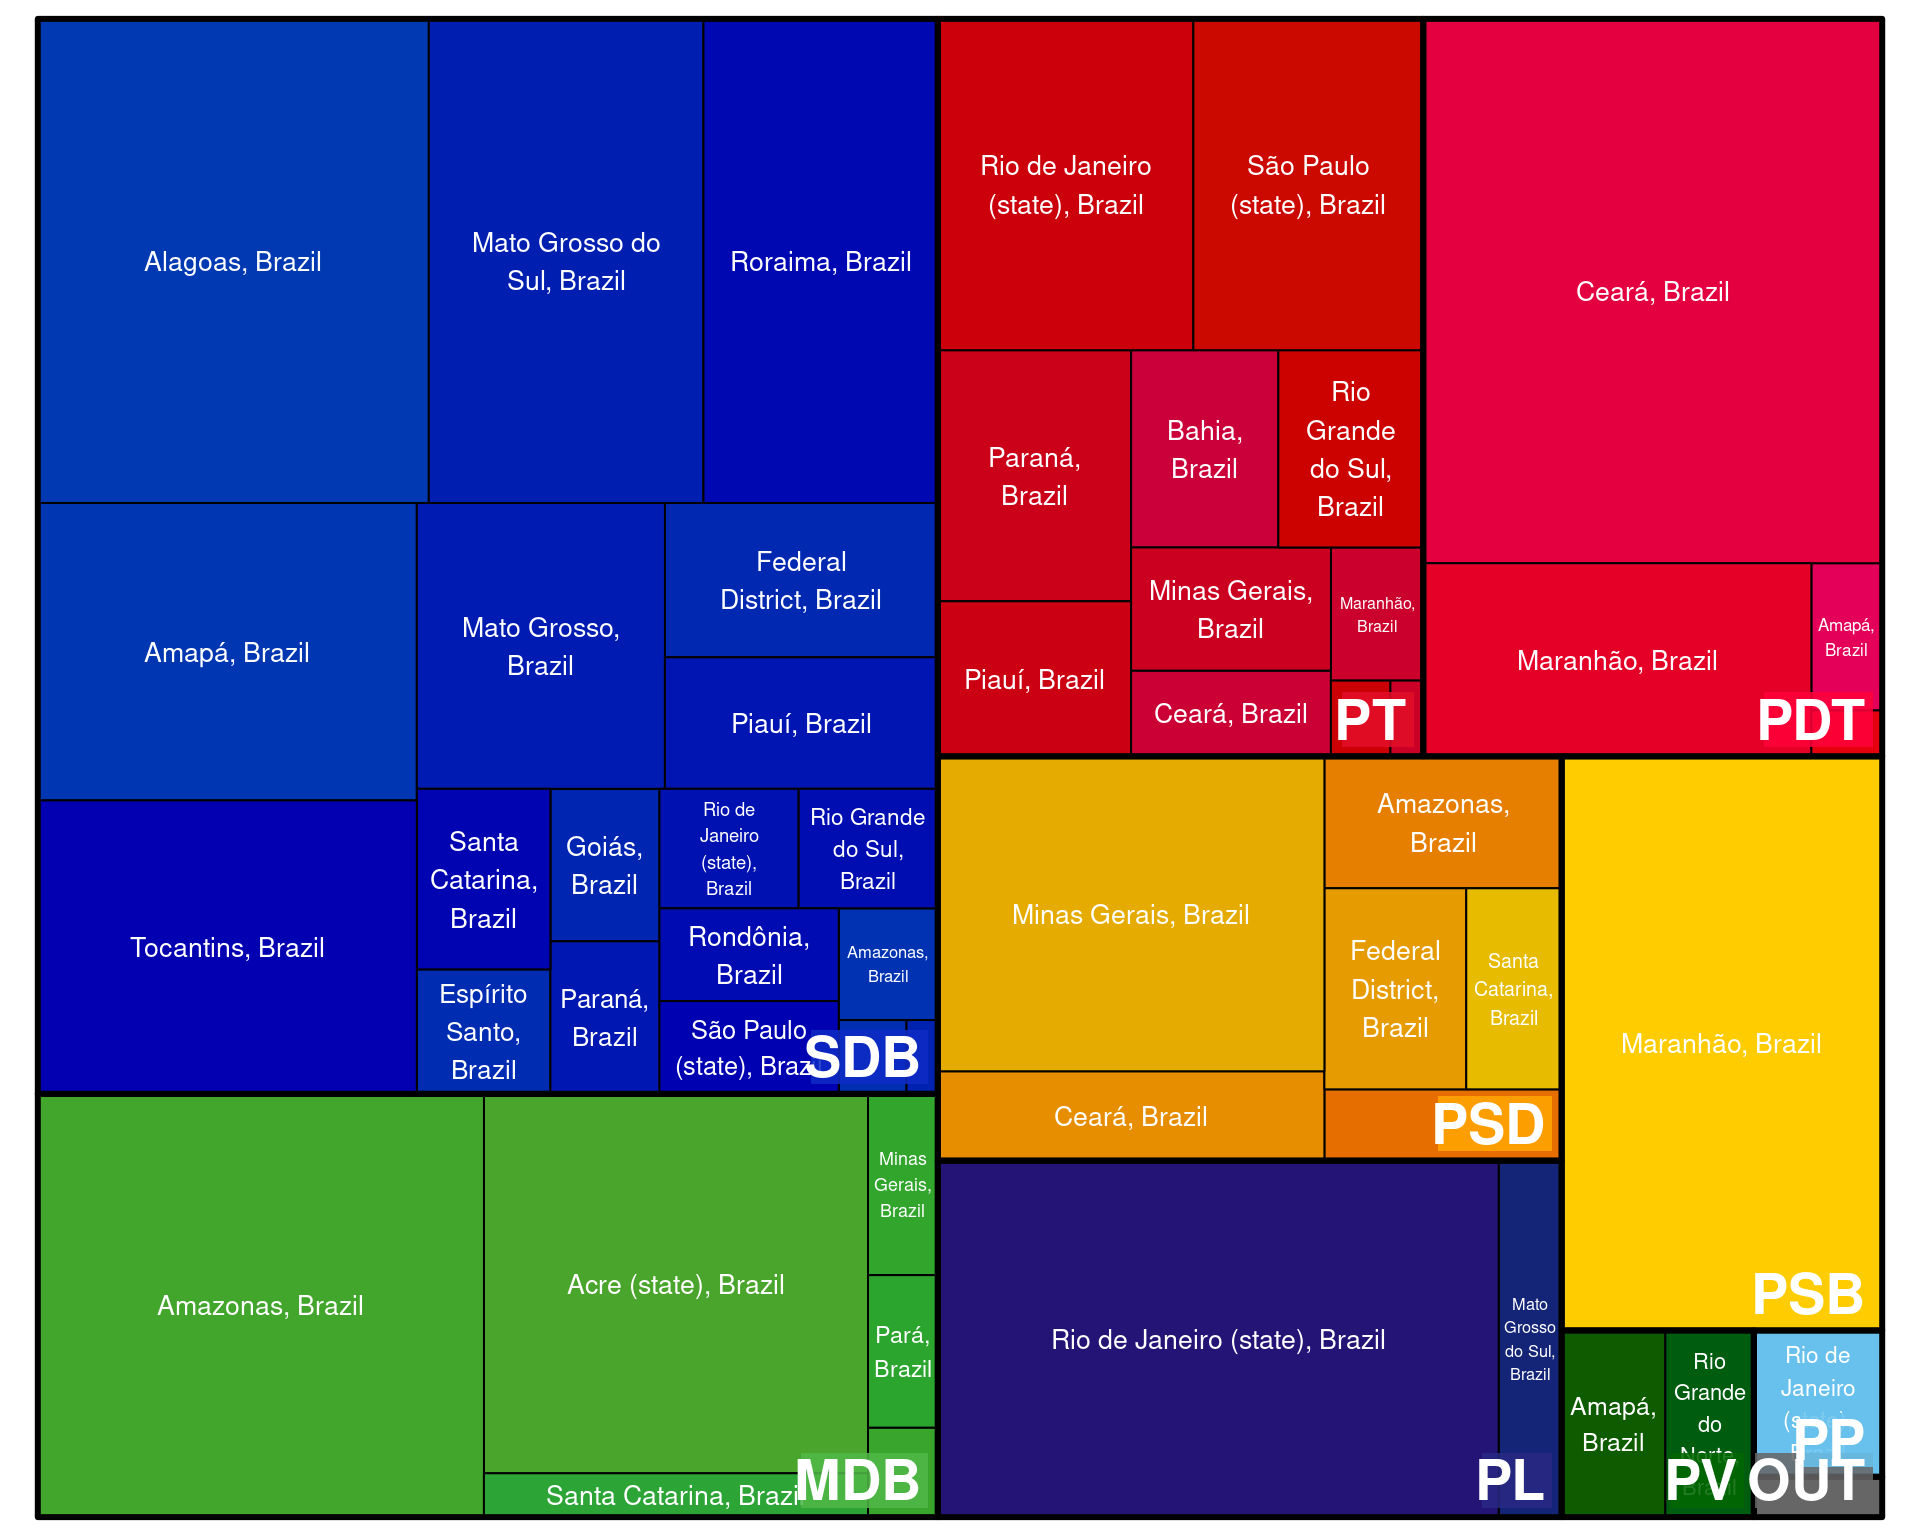 Alagoas, Brazil
Mato Grosso do
Sul, Brazil
Roraima, Brazil
Amapá, Brazil
Mato Grosso,
Brazil
Federal
District, Brazil
Piauí, Brazil
Tocantins, Brazil
Santa
Catarina,
Brazil
Goiás,
Brazil
Rio de
Janeiro
(state),
Brazil
Rio Grande
do Sul,
Brazil
Espírito
Santo,
Brazil
Paraná,
Brazil
Rondônia,
Brazil
Amazonas,
Brazil
São Paulo
(state), Brazil
SDB
Rio de Janeiro
(state), Brazil
São Paulo
(state), Brazil
Paraná,
Brazil
Bahia,
Brazil
Rio
Grande
do Sul,
Brazil
Piauí, Brazil
Minas Gerais,
Brazil
Maranhão,
Brazil
Ceará, Brazil
PT
Ceará, Brazil
Maranhão, Brazil
Amapá,
Brazil
PDT
Amazonas, Brazil
Acre (state), Brazil
Minas
Gerais,
Brazil
Pará,
Brazil
Santa Catarina, Brazil
MDB
Minas Gerais, Brazil
Amazonas,
Brazil
Federal
District,
Brazil
Santa
Catarina,
Brazil
Ceará, Brazil
PSD
Maranhão, Brazil
PSB
Rio de Janeiro (state), Brazil
Mato
Grosso
do Sul,
Brazil
PL
Amapá,
Brazil
Rio
Grande
do
Norte,
Brazil
PV
Rio de
Janeiro
(state),
Brazil
PP
OUT